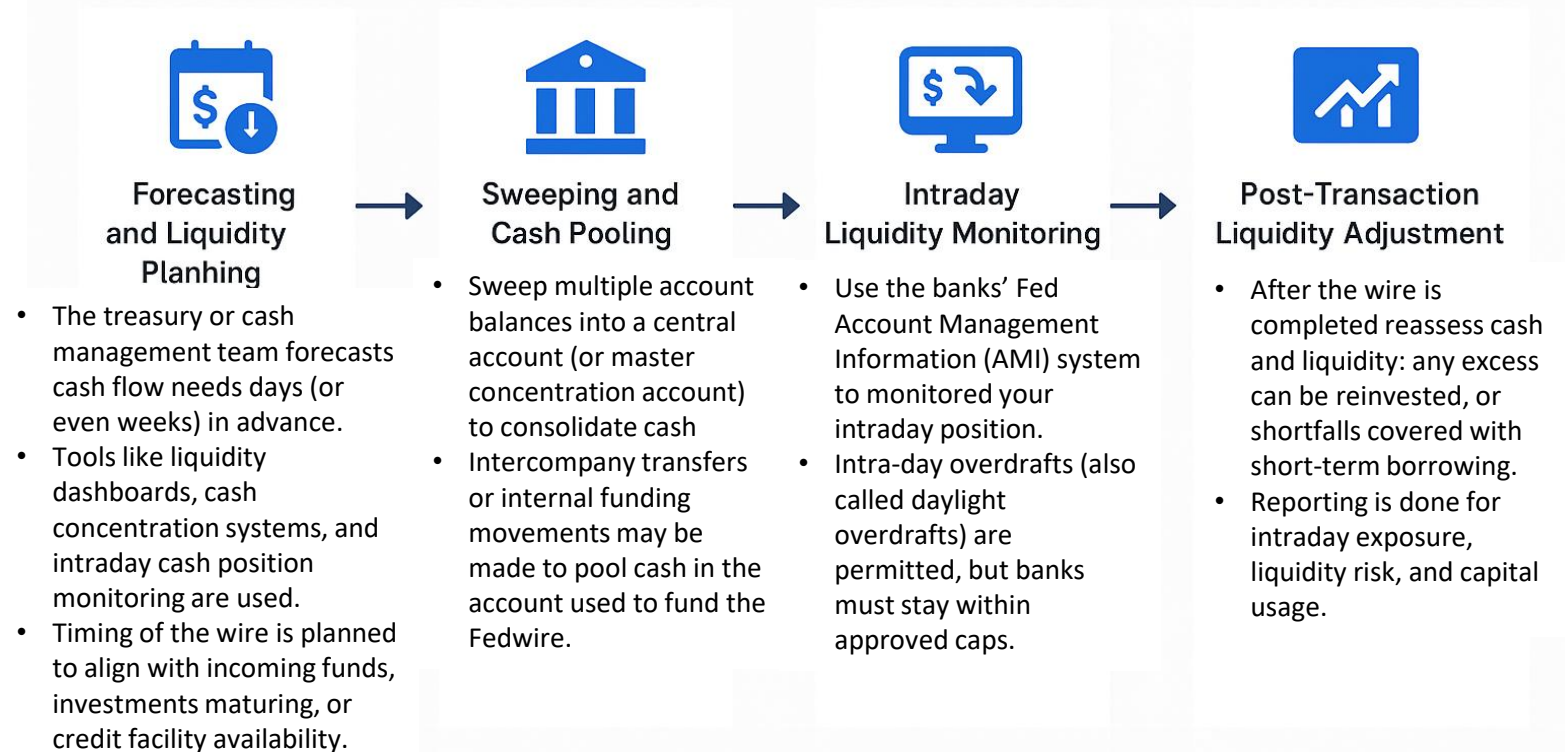 Forecasting
and Liquidity
Planhing
• The treasury or cash
management team forecasts
cash flow needs days (or
even weeks) in advance.
• Tools like liquidity
dashboards, cash
concentration systems, and
intraday cash position
monitoring are used.
• Timing of the wire is planned
to align with incoming funds,
investments maturing, or
credit facility availability.
Sweeping and
Cash Pooling
• Sweep multiple account
balances into a central
account (or master
concentration account)
to consolidate cash
• Intercompany transfers
or internal funding
movements may be
made to pool cash in the
account used to fund the
Fedwire.
Intraday
Liquidity Monitoring
• Use the banks’ Fed
Account Management
Information (AMI) system
to monitored your
intraday position.
• Intra-day overdrafts (also
called daylight
overdrafts) are
permitted, but banks
must stay within
approved caps.
Post-Transaction
Liquidity Adjustment
• After the wire is
completed reassess cash
and liquidity: any excess
can be reinvested, or
shortfalls covered with
short-term borrowing.
• Reporting is done for
intraday exposure,
liquidity risk, and capital
usage.